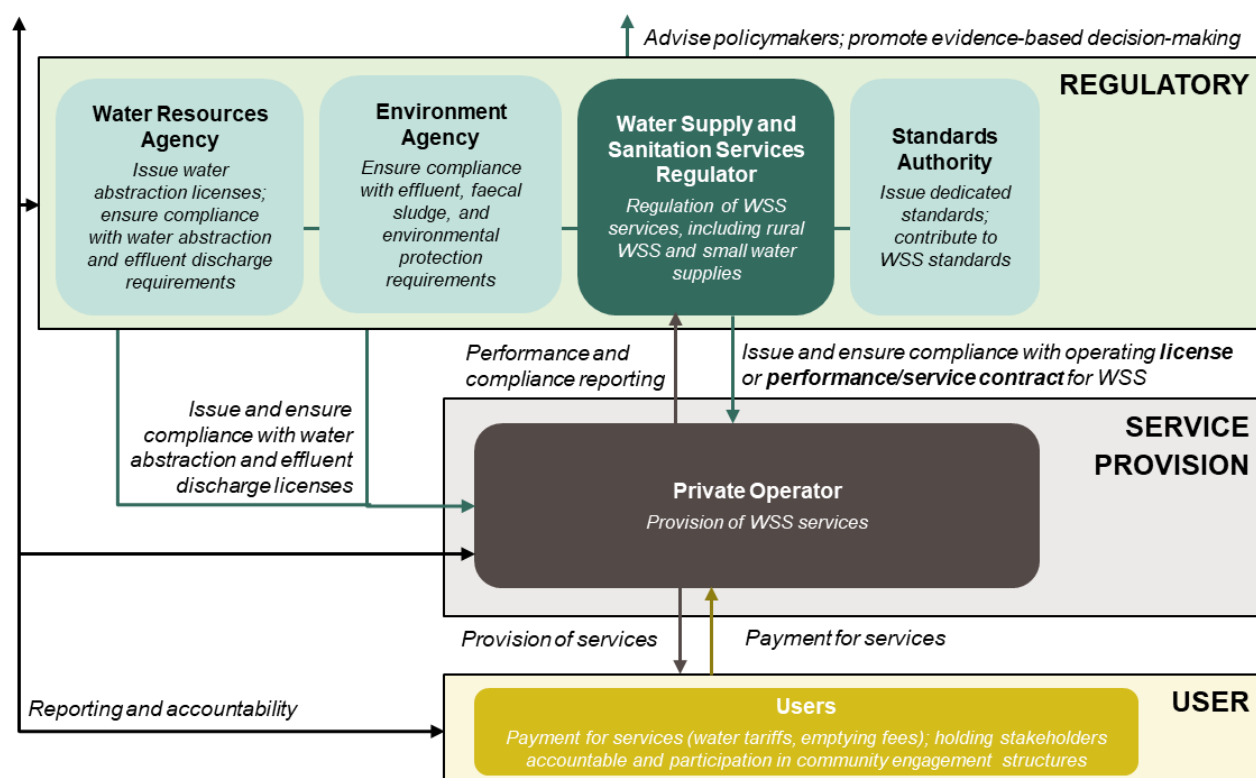 Advise policymakers; promote evidence-based decision-making
REGULATORY
Water Resources
Agency
Issue water
abstraction licenses;
ensure compliance
with water abstraction
and effluent discharge
requirements
Environment
Agency
Ensure compliance
with effluent, faecal
sludge, and
environmental
protection
requirements
Water Supply and
Sanitation Services
Regulator
Regulation of WSS
services, including rural
WSS and small water
supplies
Standards
Authority
Issue dedicated
standards;
contribute to
WSS standards
Performance and
compliance reporting
Issue and ensure compliance with operating license
or performance/service contract for WSS
Issue and ensure
compliance with water
abstraction and effluent
discharge licenses
SERVICE
PROVISION
Private Operator
Provision of WSS services
Provision of services
Payment for services
Reporting and accountability
USER
Users
Payment for services (water tariffs, emptying fees); holding stakeholders
accountable and participation in community engagement structures